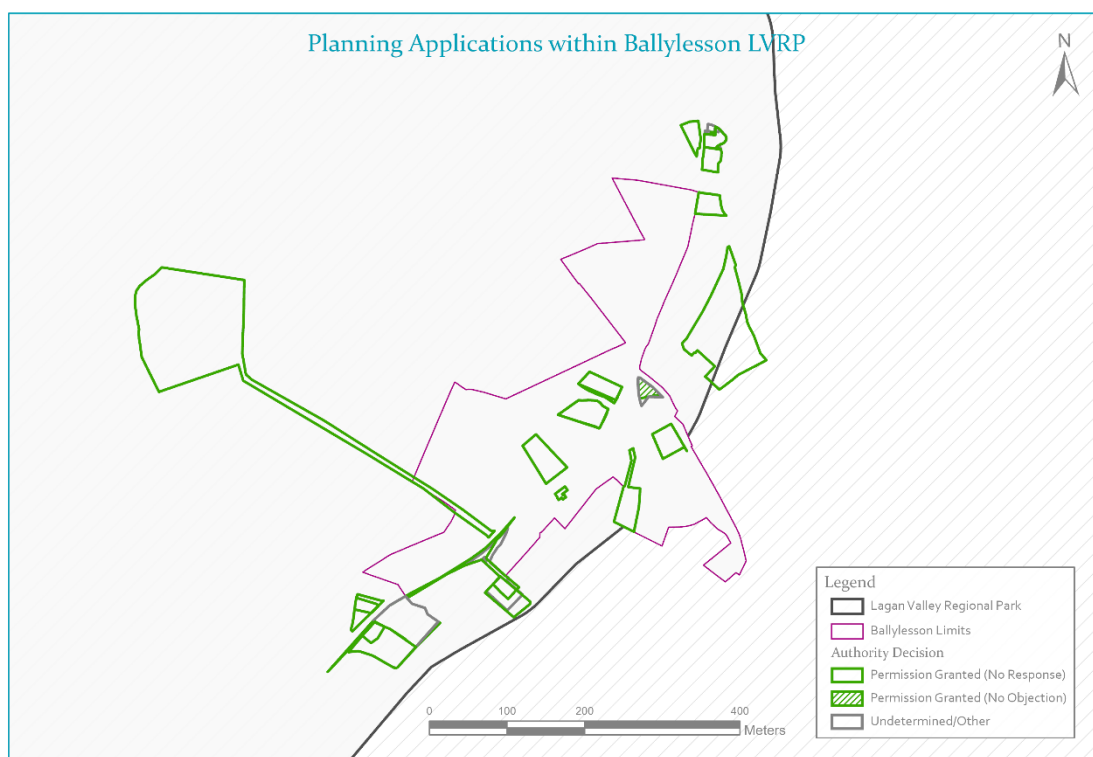 Planning Applications within Ballylesson LVRP
N
Legend
Lagan Valley Regional Park
Ballylesson Limits
Authority Decision
Permission Granted (No Response)
Permission Granted (No Objection)
Undetermined/Other
0 100 200 400
Meters